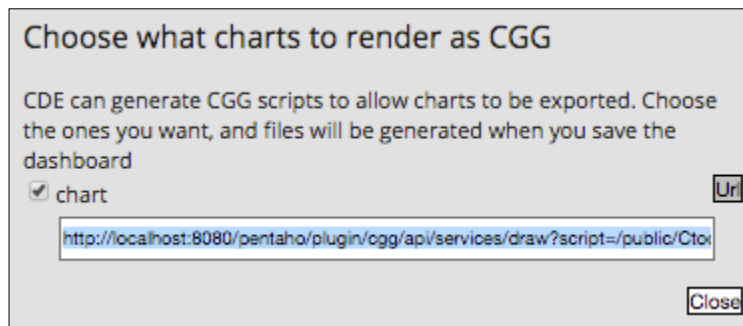 Choose what charts to render as CGG
CDE can generate CGG scripts to allow charts to be exported. Choose
the ones you want, and files will be generated when you save the
dashboard
chart
Url
http://localhost:8080/pentaho/plugin/cgg/api/services/draw?script=/public/Ctoo
Close